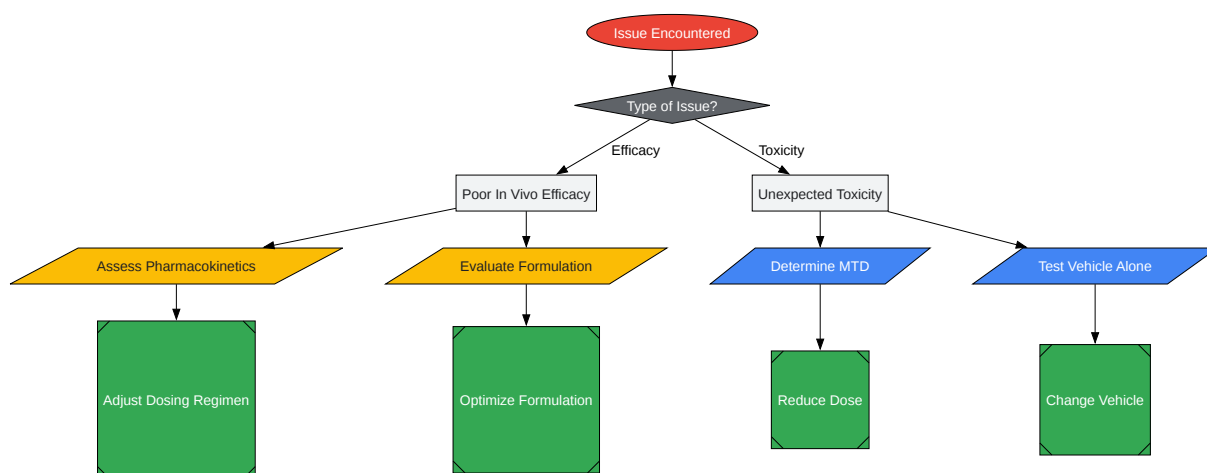 Issue Encountered
Type of Issue?
Efficacy
Toxicity
Poor In Vivo Efficacy
Unexpected Toxicity
Assess Pharmacokinetics
Evaluate Formulation
Determine MTD
Test Vehicle Alone
Adjust Dosing Regimen
Optimize Formulation
Reduce Dose
Change Vehicle